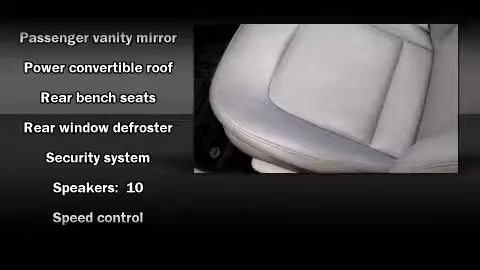 Passenger vanity mirror
Power convertible roof
Rear bench seats
Rear window defroster
Security system
Speakers: 10
Speed control